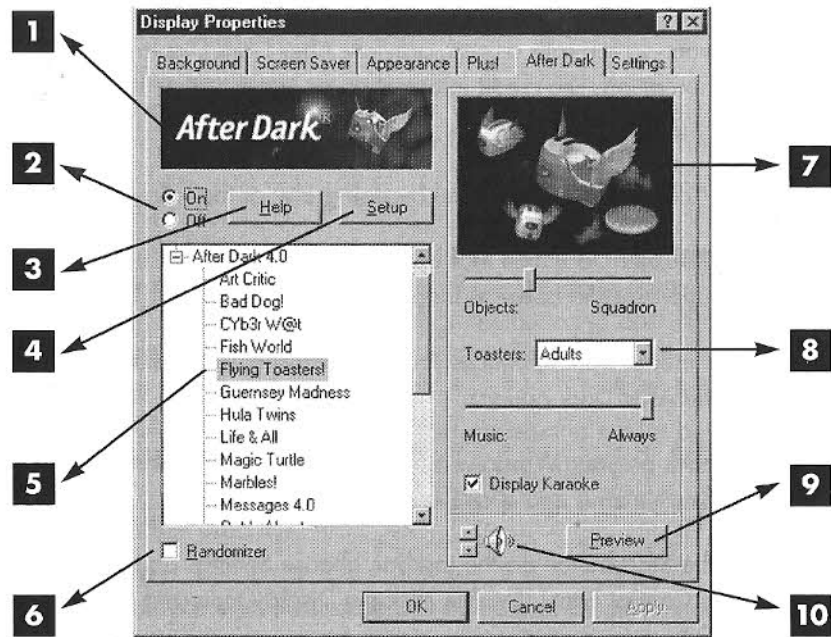 Display Properties
Background Screen Saver Appearance Plus! After Dark Settings
1
After Dark®
2
On
Off
Help
Setup
3
4
After Dark 4.0
Art Critic
Bad Dog!
CYb3r W@t
Fish World
Flying Toasters!
Guernsey Madness
Hula Twins
Life & All
Magic Turtle
Marbles!
Messages 4.0
5
Randomizer
6
7
Objects: Squadron
Toasters: Adults
8
Music: Always
Display Karaoke
9
Preview
10
OK Cancel Apply